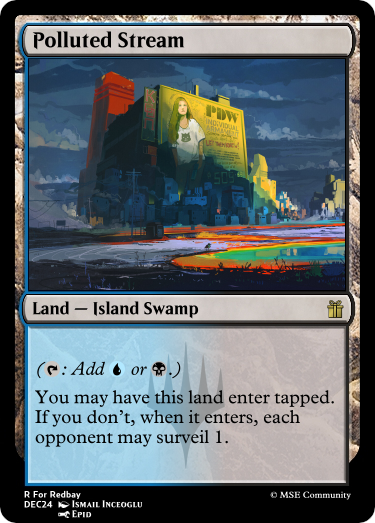 Polluted Stream
PDW
INDIVIDUAL
Land — Island Swamp
(: Add or .)
You may have this land enter tapped.
If you don't, when it enters, each
opponent may surveil 1.
R For Redbay
DEC24 Ismail Inceoglu
Epid
© MSE Community